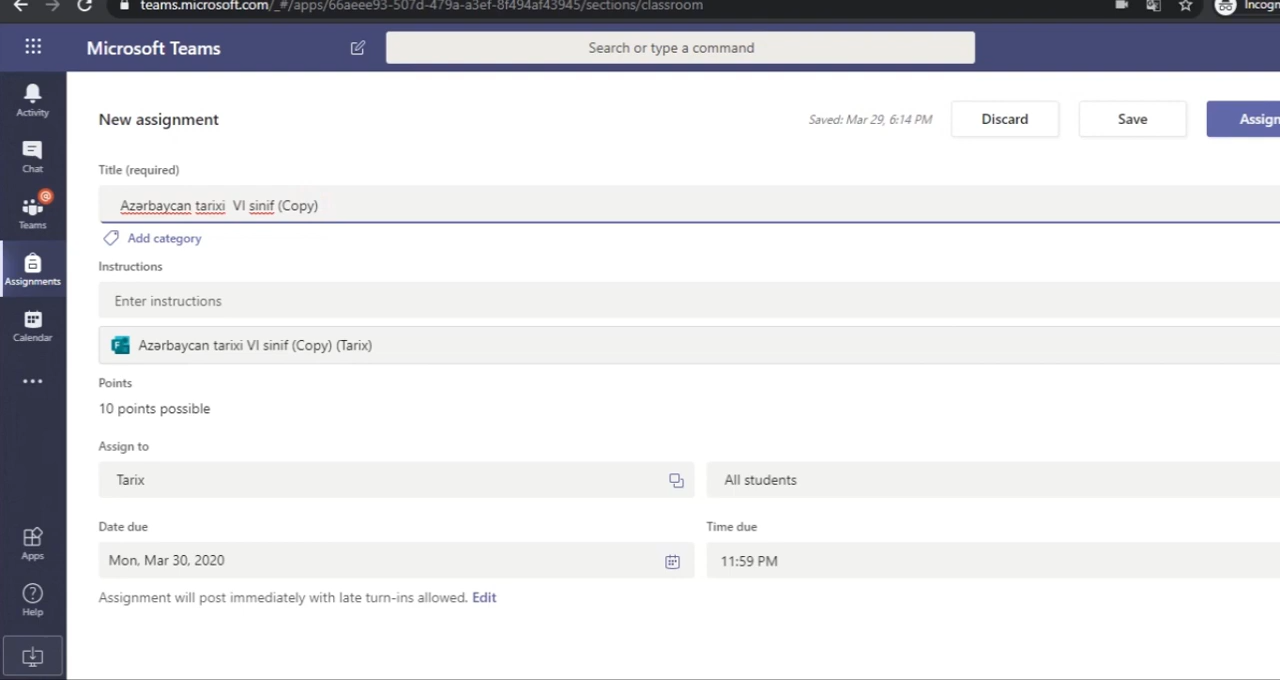 teams.microsoft.com/_#/apps/66aeee93-507d-479a-a3ef-8f494af43945/sections/classroom
Microsoft Teams
Search or type a command
Activity
Chat
Teams
Assignments
Calendar
Apps
Help
New assignment
Saved: Mar 29, 6:14 PM
Discard
Save
Assign
Title (required)
Azərbaycan tarixi  VI sinif (Copy)
Add category
Instructions
Enter instructions
F
Azərbaycan tarixi VI sinif (Copy) (Tarix)
Points
10 points possible
Assign to
Tarix
All students
Date due
Time due
Mon, Mar 30, 2020
11:59 PM
Assignment will post immediately with late turn-ins allowed. Edit